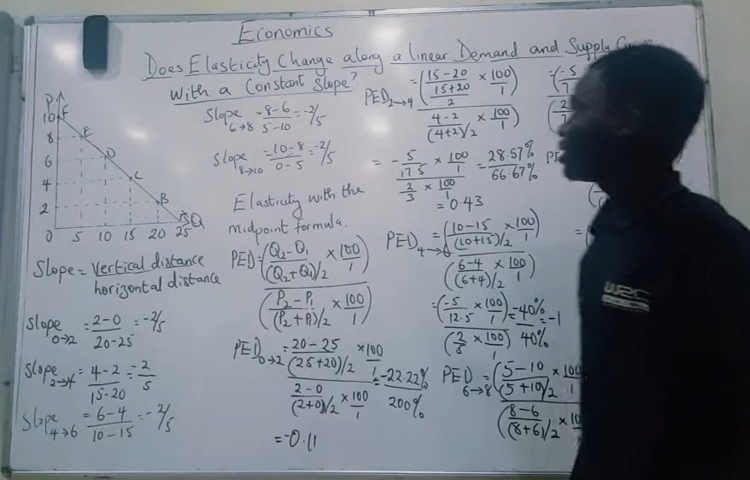 Economics
Does Elasticity Change along a linear Demand and Supply
with a Constant Slope?
P
10 F
8 E
6 D
4 C
2 B
0 5 10 15 20 25 Q
Slope = vertical distance
horizontal distance
Slope 0→2 = 2-0 / 20-25 = -2/5
Slope 2→4 = 4-2 / 15-20 = -2/5
Slope 4→6 = 6-4 / 10-15 = -2/5
Slope 6→8 = 8-6 / 5-10 = -2/5
Slope 8→10 = 10-8 / 0-5 = -2/5
Elasticity with the
midpoint formula.
PED = (Q2-Q1 / (Q2+Q1)/2 × 100/1)
(P2-P1 / (P2+P1)/2 × 100/1)
PED 0→2 = 20-25 / (25+20)/2 × 100/1
2-0 / (2+0)/2 × 100/1
= -22.22% / 200%
= -0.11
PED 2→4 = (15-20 / 15+20 / 2 × 100/1)
4-2 / (4+2)/2 × 100/1
= -5 / 17.5 × 100/1
2/3 × 100/1
= 28.57% / 66.67%
= 0.43
PED 4→6 = (10-15 / (10+15)/2 × 100/1)
(6-4 / (6+4)/2 × 100/1)
= (-5 / 12.5 × 100/1)
(2/5 × 100/1)
= -40% / 40% = -1
PED 6→8 = (5-10 / (5+10)/2 × 100/1
(8-6 / (8+6)/2 × 10